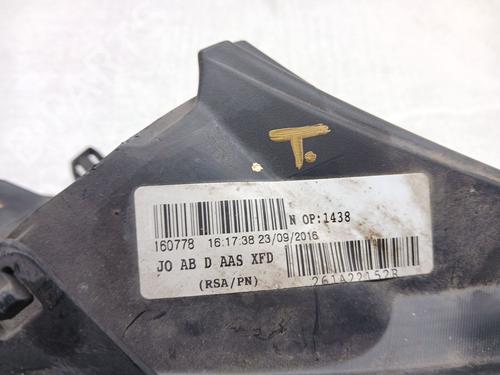 T.
N OP:1438
160778 16:17:38 23/09/2016
JO AB D AAS XFD
(RSA/PN)
261A22152R